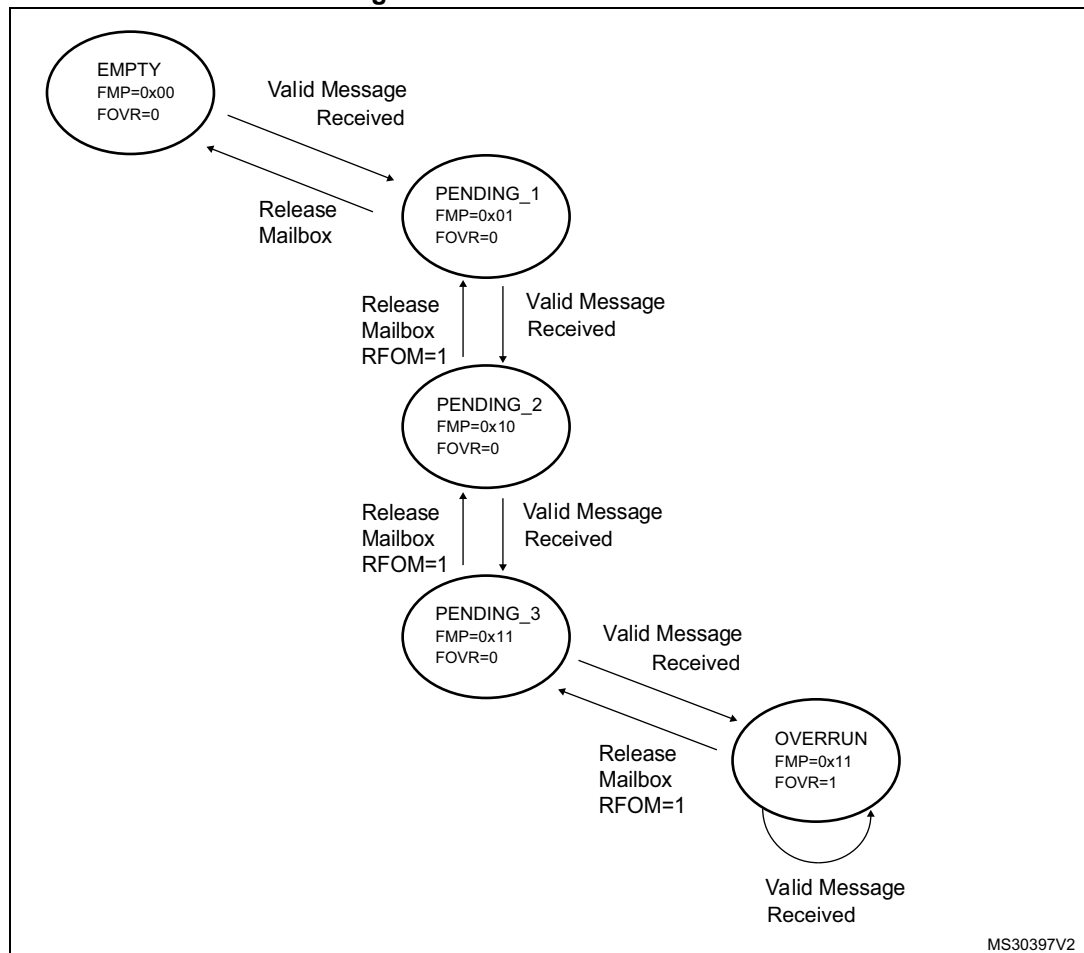 EMPTY
FMP=0x00
FOVR=0
Valid Message
Received
Release
Mailbox
PENDING_1
FMP=0x01
FOVR=0
Release
Mailbox
RFOM=1
Valid Message
Received
PENDING_2
FMP=0x10
FOVR=0
Release
Mailbox
RFOM=1
Valid Message
Received
PENDING_3
FMP=0x11
FOVR=0
Valid Message
Received
Release
Mailbox
RFOM=1
OVERRUN
FMP=0x11
FOVR=1
Valid Message
Received
MS30397V2